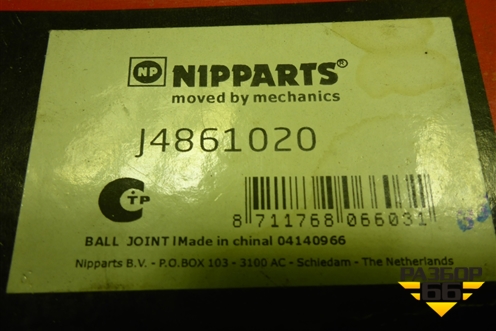 NP NIPPARTS®
moved by mechanics
J4861020
C TP
8 711768 066031
BALL JOINT | Made in china | 04140966
Nipparts B.V. - P.O.BOX 103 - 3100 AC - Schiedam - The Netherlands
РАЗБОР
66